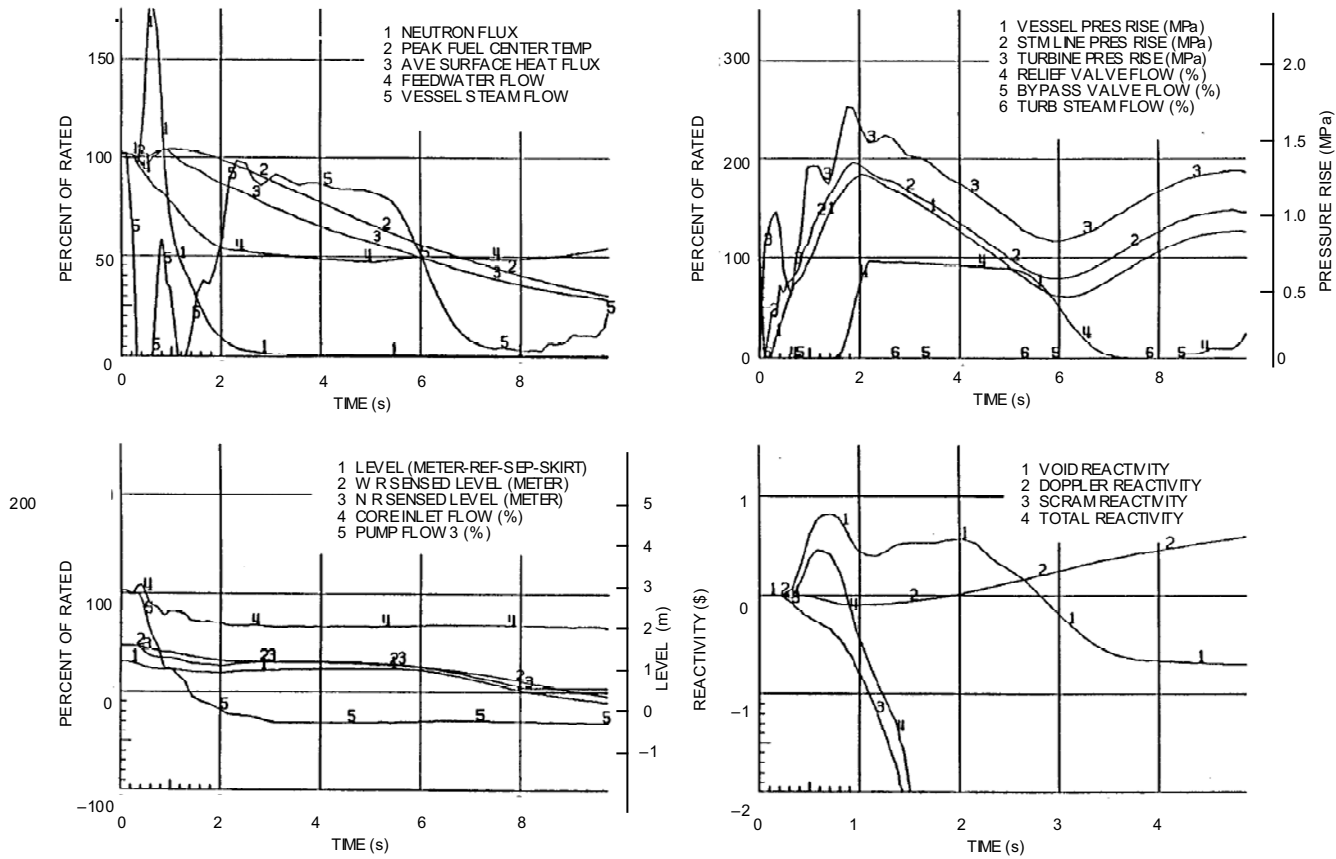 1 NEUTRON FLUX
2 PEAK FUEL CENTER TEMP
3 AVE SURFACE HEAT FLUX
4 FEEDWATER FLOW
5 VESSEL STEAM FLOW
PERCENT OF RATED
150
100
50
0
0 2 4 6 8
TIME (s)
1 VESSEL PRES RISE (MPa)
2 STM LINE PRES RISE (MPa)
3 TURBINE PRES RISE (MPa)
4 RELIEF VALVE FLOW (%)
5 BYPASS VALVE FLOW (%)
6 TURB STEAM FLOW (%)
PERCENT OF RATED
300
200
100
0
PRESSURE RISE (MPa)
2.0
1.5
1.0
0.5
0
0 2 4 6 8
TIME (s)
1 LEVEL (METER-REF-SEP-SKIRT)
2 W R SENSED LEVEL (METER)
3 N R SENSED LEVEL (METER)
4 CORE INLET FLOW (%)
5 PUMP FLOW 3 (%)
PERCENT OF RATED
200
100
0
–100
LEVEL (m)
5
4
3
2
1
0
–1
0 2 4 6 8
TIME (s)
1 VOID REACTIVITY
2 DOPPLER REACTIVITY
3 SCRAM REACTIVITY
4 TOTAL REACTIVITY
REACTIVITY ($)
1
0
–1
–2
0 1 2 3 4
TIME (s)